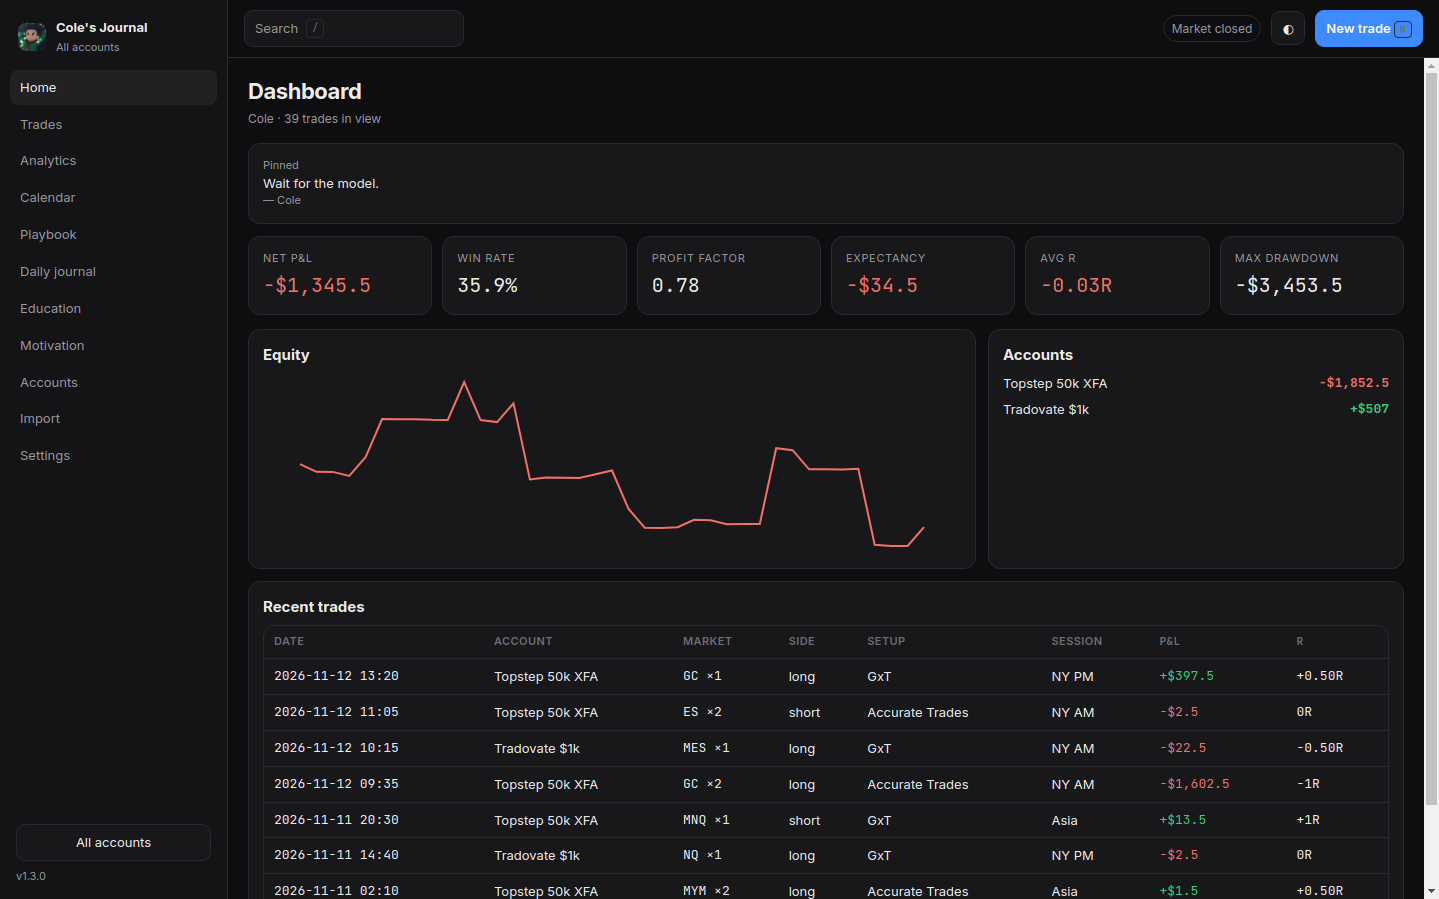 Cole's Journal
All accounts
Home
Trades
Analytics
Calendar
Playbook
Daily journal
Education
Motivation
Accounts
Import
Settings
All accounts
v1.3.0
Search /
Market closed
New trade
Dashboard
Cole · 39 trades in view
Pinned
Wait for the model.
— Cole
NET P&L
-$1,345.5
WIN RATE
35.9%
PROFIT FACTOR
0.78
EXPECTANCY
-$34.5
AVG R
-0.03R
MAX DRAWDOWN
-$3,453.5
Equity
Accounts
Topstep 50k XFA -$1,852.5
Tradovate $1k +$507
Recent trades
DATE ACCOUNT MARKET SIDE SETUP SESSION P&L R
2026-11-12 13:20 Topstep 50k XFA GC ×1 long GxT NY PM +$397.5 +0.50R
2026-11-12 11:05 Topstep 50k XFA ES ×2 short Accurate Trades NY AM -$2.5 0R
2026-11-12 10:15 Tradovate $1k MES ×1 long GxT NY AM -$22.5 -0.50R
2026-11-12 09:35 Topstep 50k XFA GC ×2 long Accurate Trades NY AM -$1,602.5 -1R
2026-11-11 20:30 Topstep 50k XFA MNQ ×1 short GxT Asia +$13.5 +1R
2026-11-11 14:40 Tradovate $1k NQ ×1 long GxT NY PM -$2.5 0R
2026-11-11 02:10 Topstep 50k XFA MYM ×2 long Accurate Trades Asia +$1.5 +0.50R